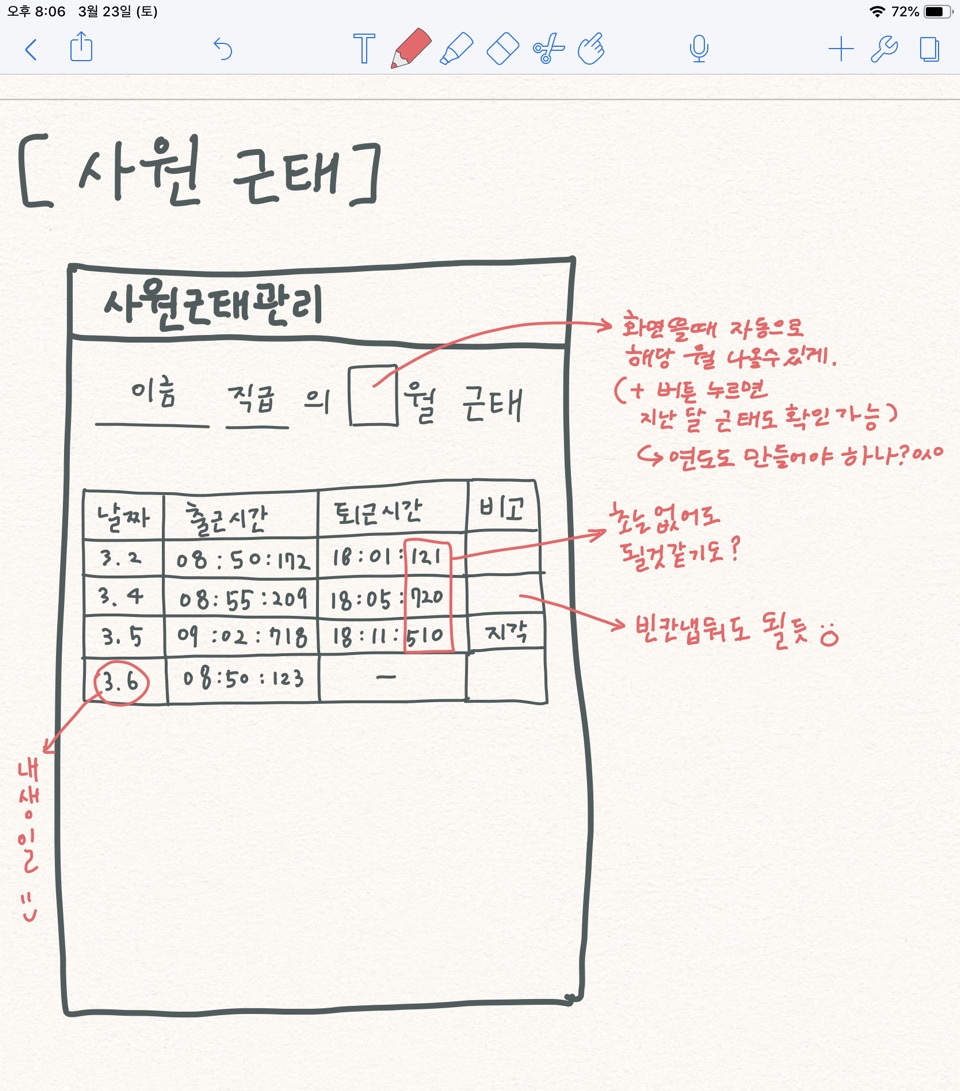 오후 8:06 3월 23일 (토) 72%
[사원 근태]
사원근태관리
이름 직급 의 월 근태
화면뜰때 자동으로
해당 월 나올수있게.
(+ 버튼 누르면
지난 달 근태도 확인가능)
↳ 연도도 만들어야 하나?
날짜 출근시간 퇴근시간 비고
3.2 08:50:172 18:01:121
3.4 08:55:209 18:05:720
3.5 09:02:718 18:11:510 지각
3.6 08:50:123 —
초는 없어도
될것같기도?
빈칸냅둬도 될듯
내생일